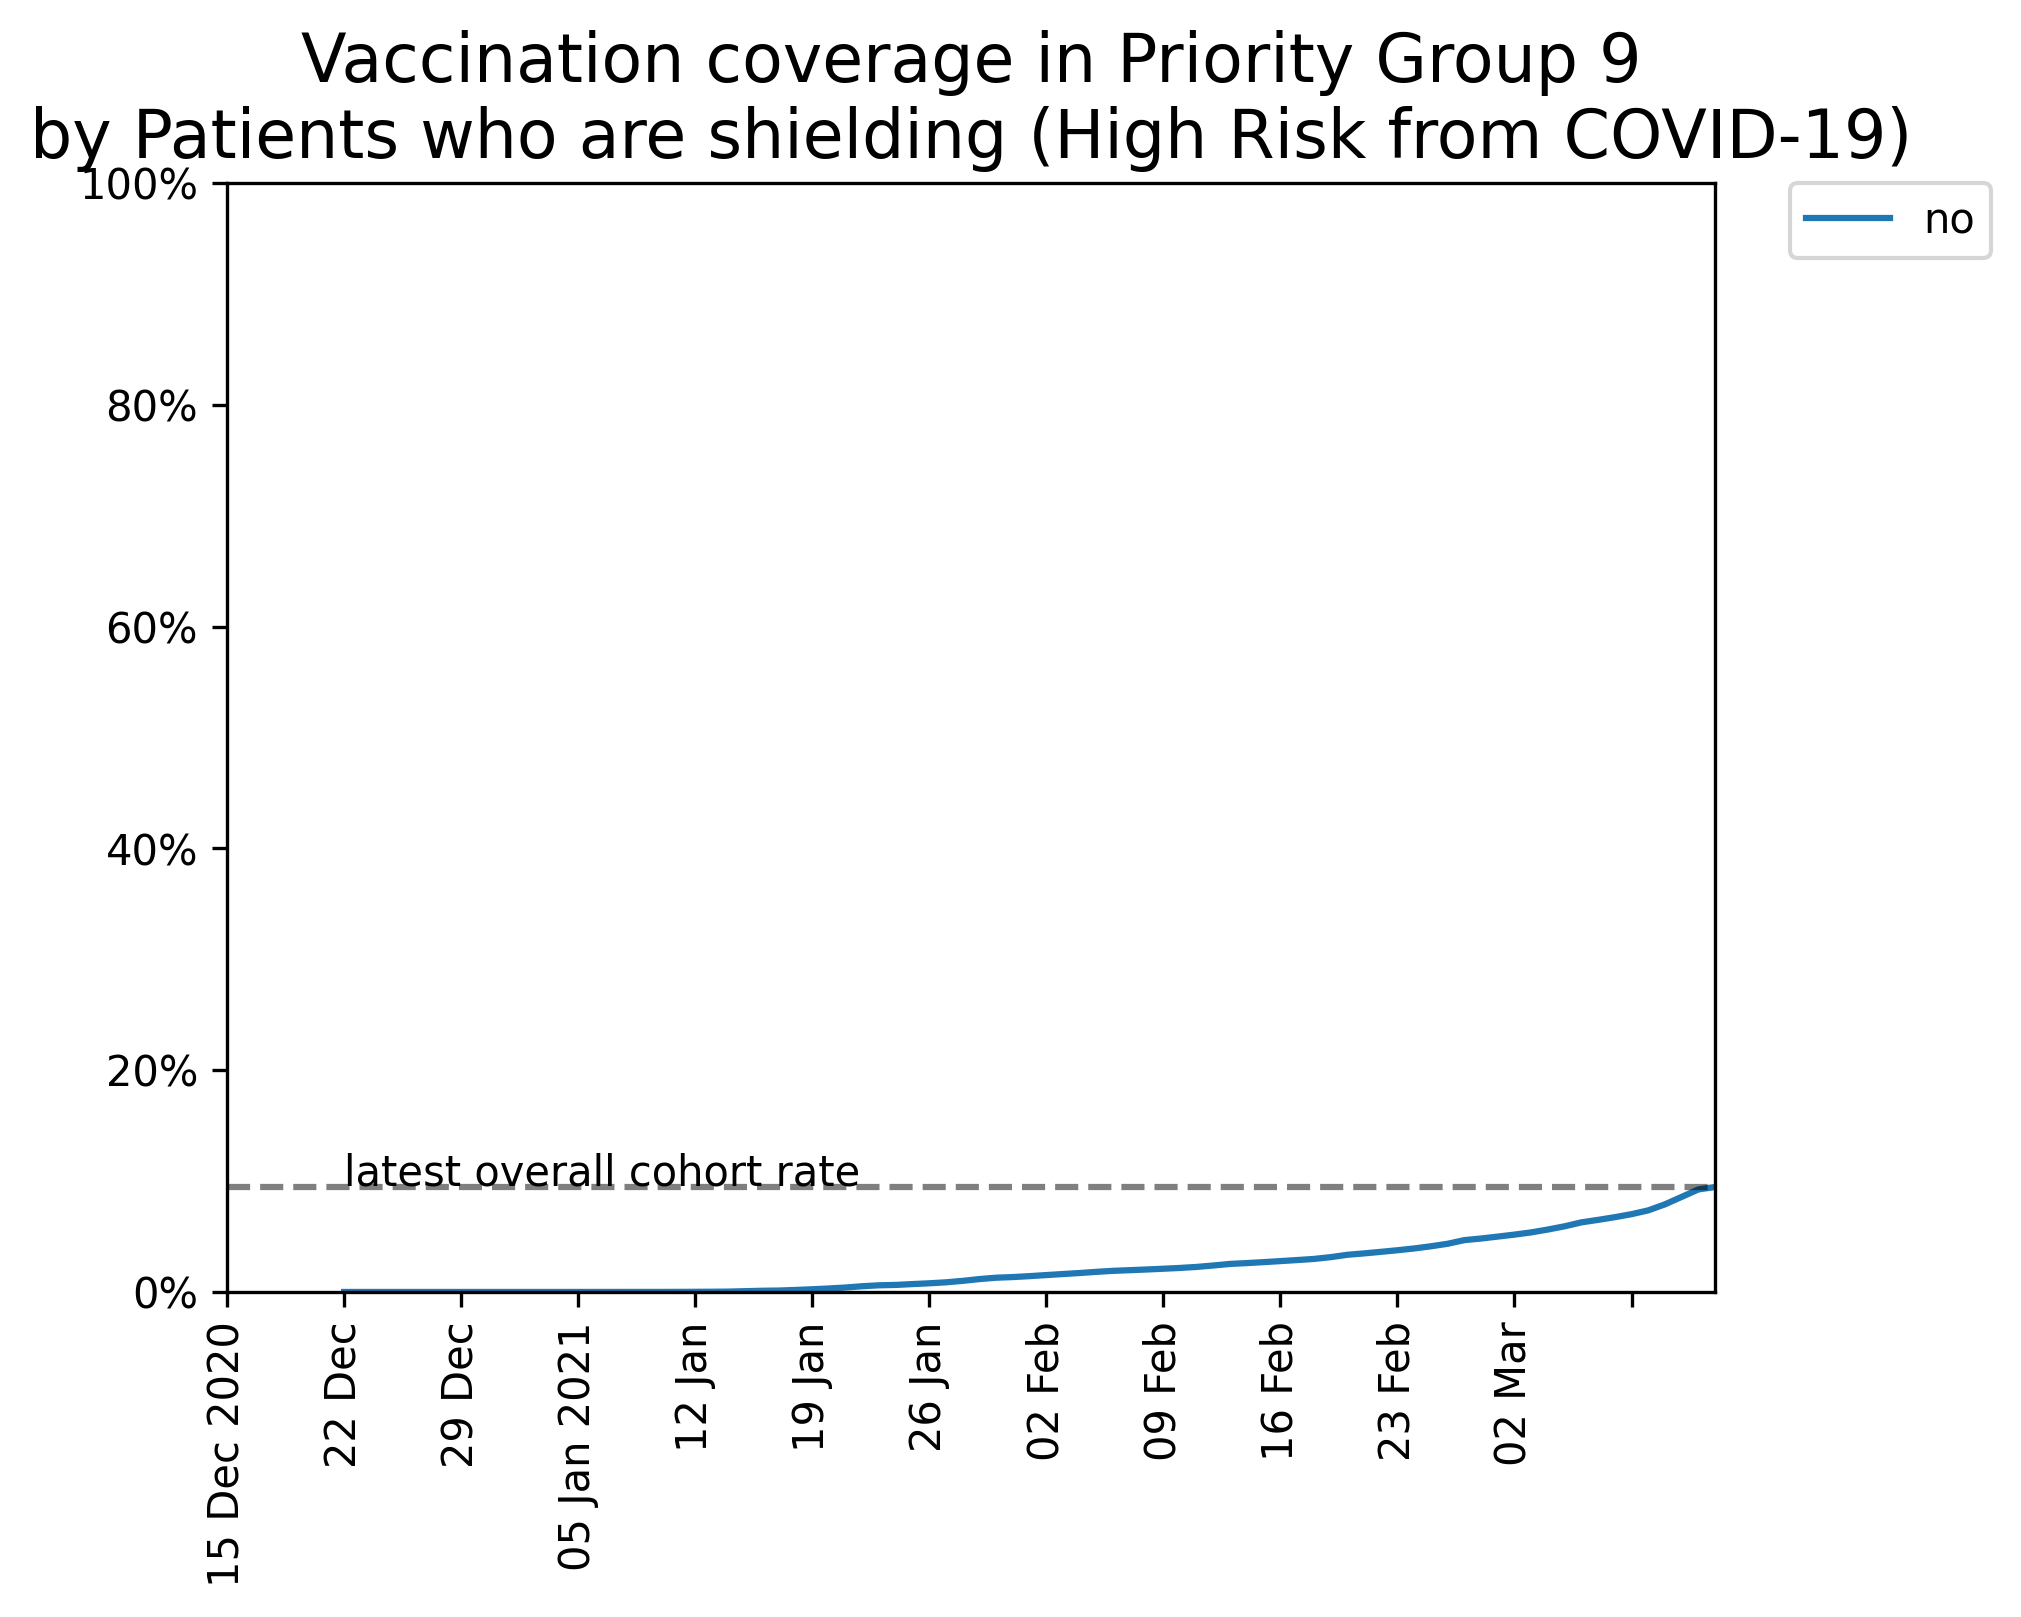 Vaccination coverage in Priority Group 9
by Patients who are shielding (High Risk from COVID-19)
100%
80%
60%
40%
20%
0%
no
latest overall cohort rate
15 Dec 2020
22 Dec
29 Dec
05 Jan 2021
12 Jan
19 Jan
26 Jan
02 Feb
09 Feb
16 Feb
23 Feb
02 Mar